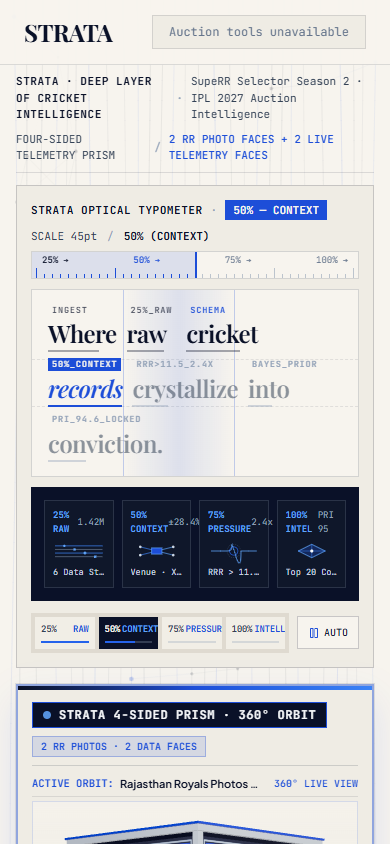 STRATA
Auction tools unavailable
STRATA · DEEP LAYER OF CRICKET INTELLIGENCE · SupeRR Selector Season 2 · IPL 2027 Auction Intelligence
FOUR-SIDED TELEMETRY PRISM / 2 RR PHOTO FACES + 2 LIVE TELEMETRY FACES
STRATA OPTICAL TYPOMETER · 50% — CONTEXT
SCALE 45pt / 50% (CONTEXT)
25% → 50% → 75% → 100% →
INGEST 25%_RAW SCHEMA
Where raw cricket
50%_CONTEXT RRR>11.5_2.4X BAYES_PRIOR
records crystallize into
PRI_94.6_LOCKED
conviction.
25% RAW 1.42M
50% CONTEXT ±28.4%
75% PRESSURE 2.4x
100% INTEL PRI 95
6 Data St… Venue · X… RRR > 11.… Top 20 Co…
25% RAW 50% CONTEXT 75% PRESSUR 100% INTELL
AUTO
STRATA 4-SIDED PRISM · 360° ORBIT
2 RR PHOTOS · 2 DATA FACES
ACTIVE ORBIT: Rajasthan Royals Photos … 360° LIVE VIEW